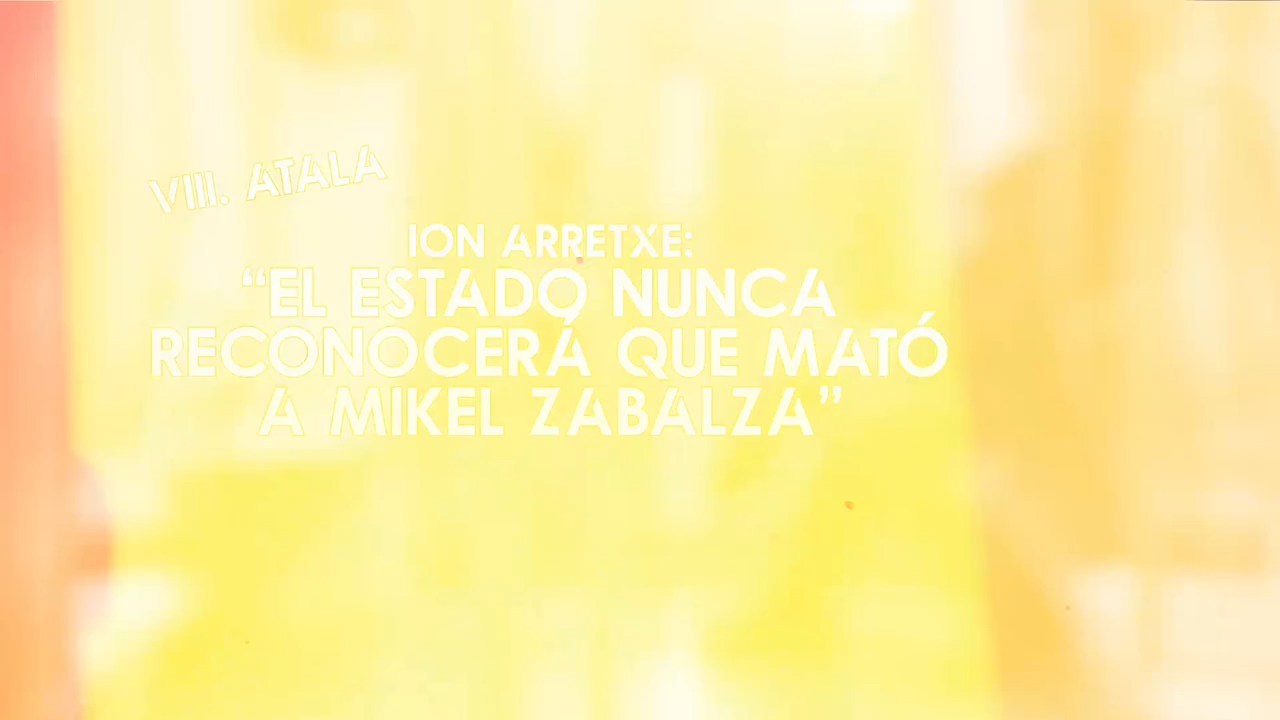 VIII. ATALA
ION ARRETXE:
“EL ESTADO NUNCA
RECONOCERÁ QUE MATÓ
A MIKEL ZABALZA”